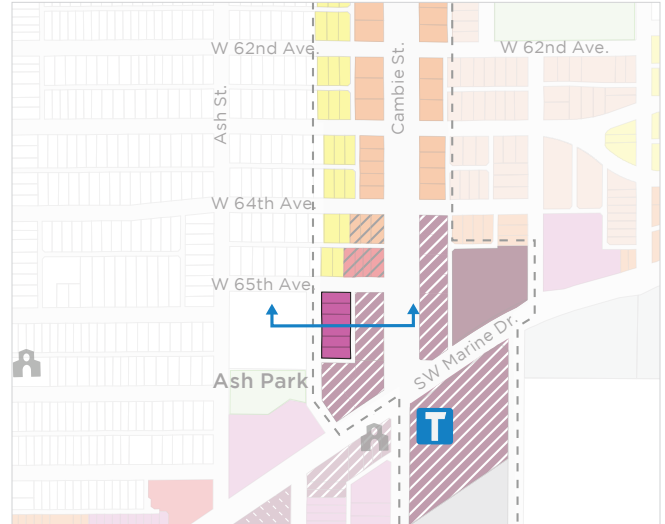 W 62nd Ave.
W 62nd Ave.
Ash St.
Cambie St.
W 64th Ave.
W 65th Ave.
SW Marine Dr.
Ash Park
T